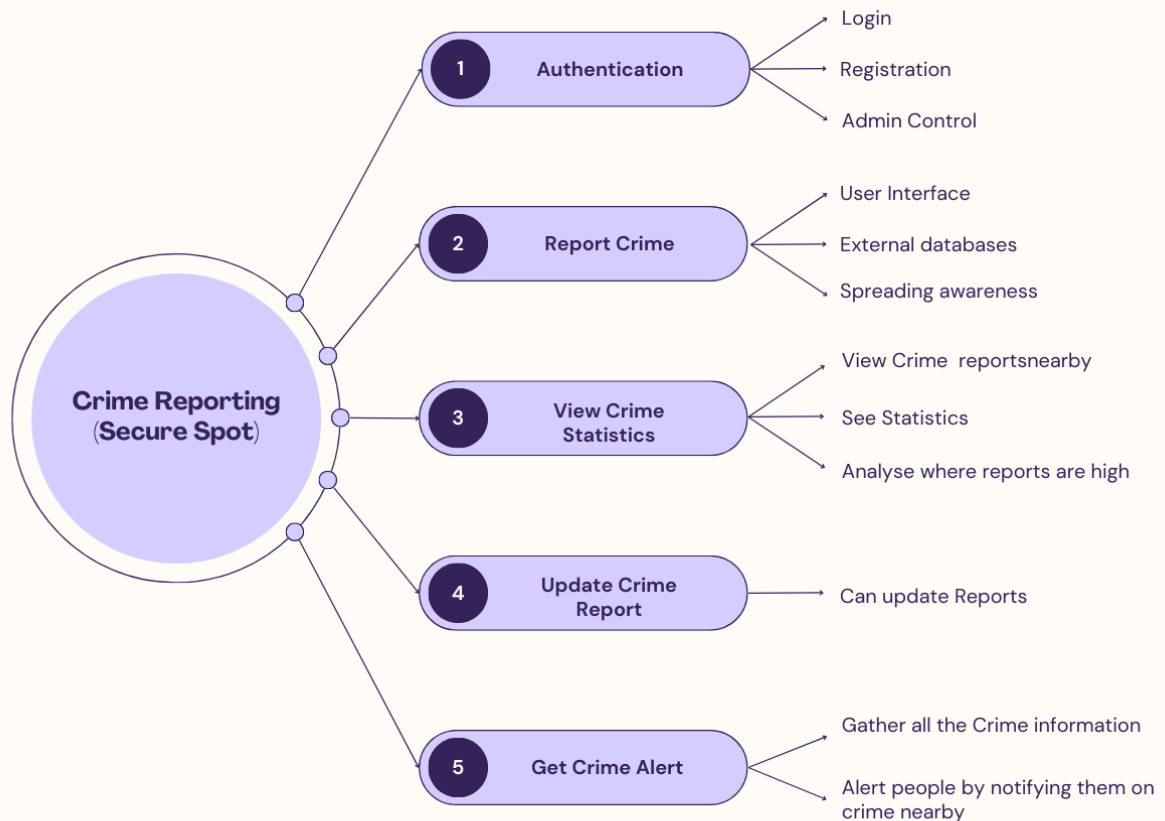 Crime Reporting
(Secure Spot)
1
Authentication
Login
Registration
Admin Control
2
Report Crime
User Interface
External databases
Spreading awareness
3
View Crime
Statistics
View Crime  reportsnearby
See Statistics
Analyse where reports are high
4
Update Crime
Report
Can update Reports
5
Get Crime Alert
Gather all the Crime information
Alert people by notifying them on
crime nearby